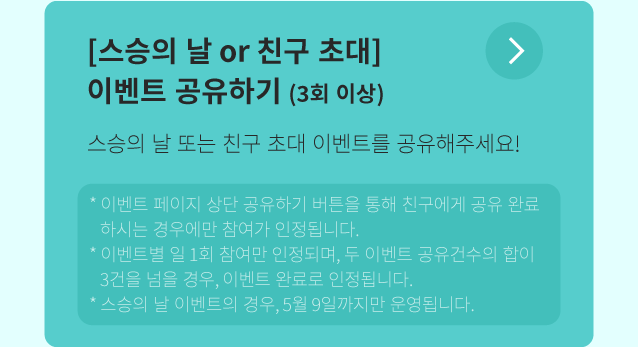 [스승의 날 or 친구 초대]
이벤트 공유하기 (3회 이상)
스승의 날 또는 친구 초대 이벤트를 공유해주세요!
* 이벤트 페이지 상단 공유하기 버튼을 통해 친구에게 공유 완료
하시는 경우에만 참여가 인정됩니다.
* 이벤트별 일 1회 참여만 인정되며, 두 이벤트 공유건수의 합이
3건을 넘을 경우, 이벤트 완료로 인정됩니다.
* 스승의 날 이벤트의 경우, 5월 9일까지만 운영됩니다.